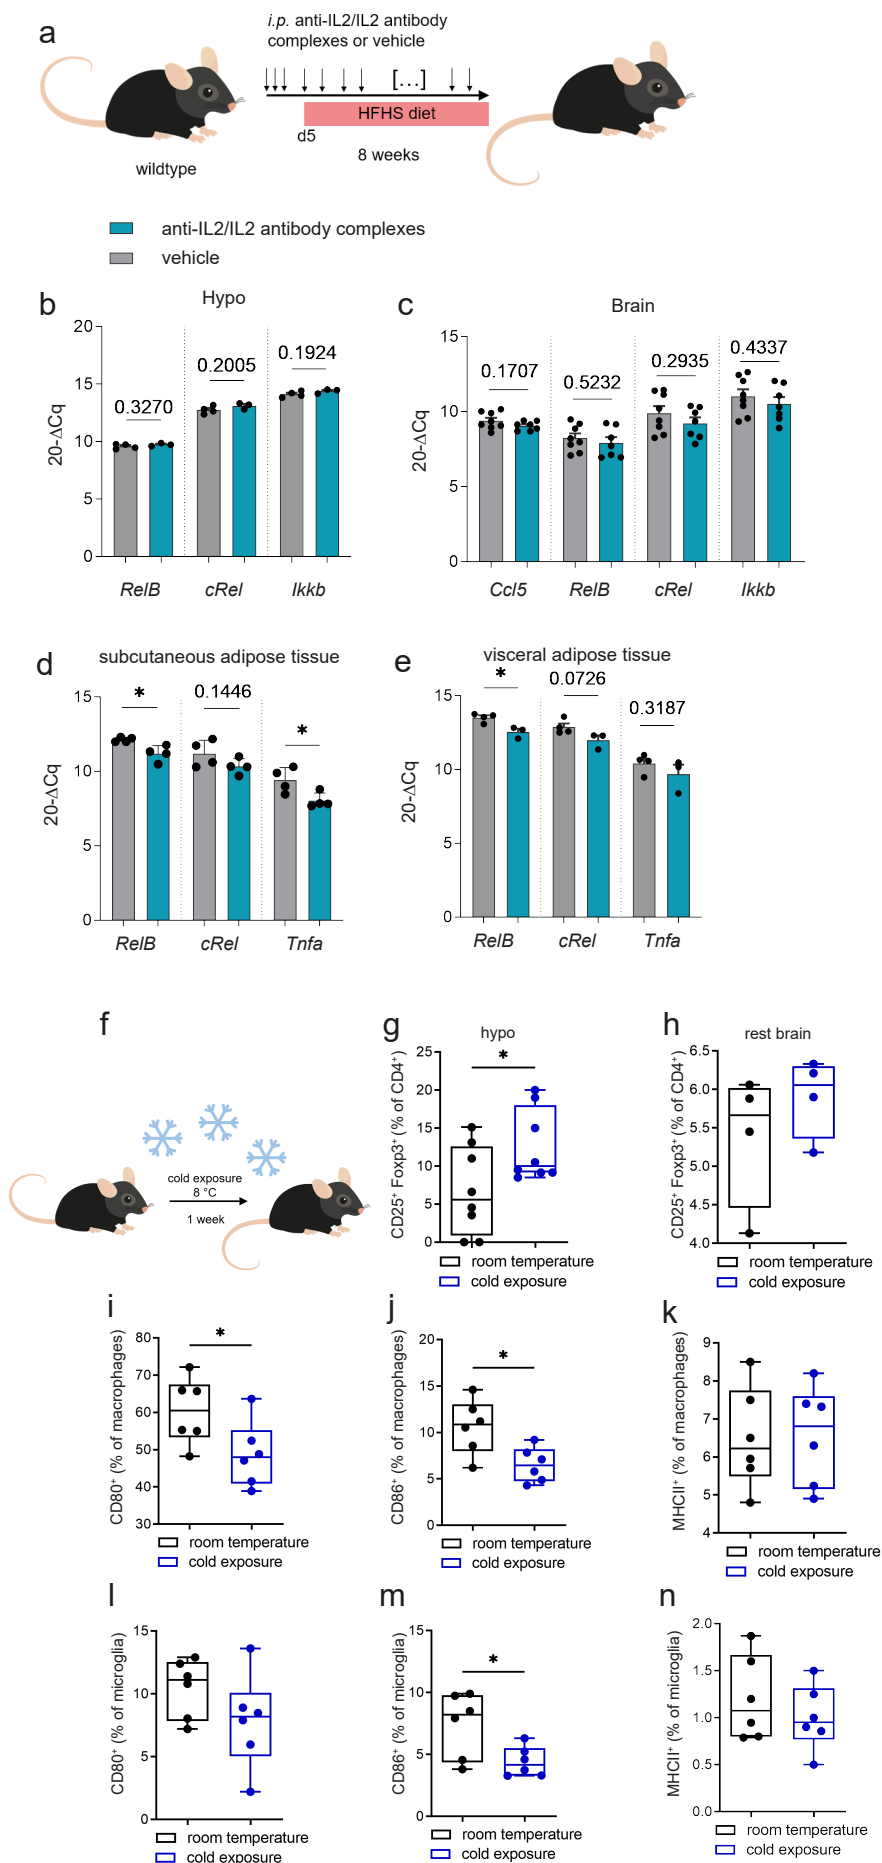 a
i.p. anti-IL2/IL2 antibody
complexes or vehicle
[...]
HFHS diet
d5
8 weeks
wildtype
anti-IL2/IL2 antibody complexes
vehicle
b
Hypo
20-ΔCq
20
15
10
5
0
0.3270
0.2005
0.1924
RelB
cRel
Ikkb
c
Brain
20-ΔCq
15
10
5
0
0.1707
0.5232
0.2935
0.4337
Ccl5
RelB
cRel
Ikkb
d
subcutaneous adipose tissue
20-ΔCq
15
10
5
0
*
0.1446
*
RelB
cRel
Tnfa
e
visceral adipose tissue
20-ΔCq
15
10
5
0
*
0.0726
0.3187
RelB
cRel
Tnfa
f
cold exposure
8 °C
1 week
g
hypo
CD25⁺ Foxp3⁺ (% of CD4⁺)
25
20
15
10
5
0
*
room temperature
cold exposure
h
rest brain
CD25⁺ Foxp3⁺ (% of CD4⁺)
6.5
6.0
5.5
5.0
4.5
4.0
room temperature
cold exposure
i
CD80⁺ (% of macrophages)
80
70
60
50
40
30
*
room temperature
cold exposure
j
CD86⁺ (% of macrophages)
20
15
10
5
0
*
room temperature
cold exposure
k
MHCII⁺ (% of macrophages)
9
8
7
6
5
4
room temperature
cold exposure
l
CD80⁺ (% of microglia)
15
10
5
0
room temperature
cold exposure
m
CD86⁺ (% of microglia)
15
10
5
0
*
room temperature
cold exposure
n
MHCII⁺ (% of microglia)
2.0
1.5
1.0
0.5
0.0
room temperature
cold exposure